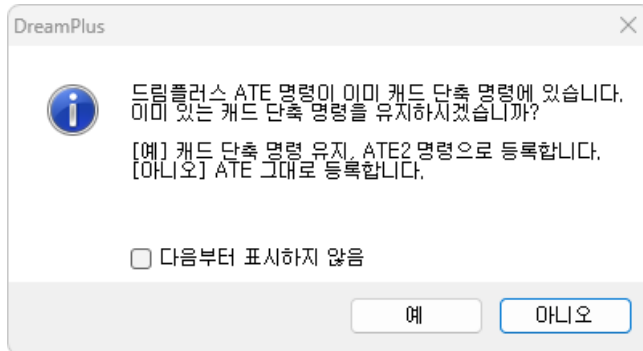 DreamPlus
드림플러스 ATE 명령이 이미 캐드 단축 명령에 있습니다.
이미 있는 캐드 단축 명령을 유지하시겠습니까?
[예] 캐드 단축 명령 유지, ATE2 명령으로 등록합니다.
[아니오] ATE 그대로 등록합니다.
다음부터 표시하지 않음
예
아니오